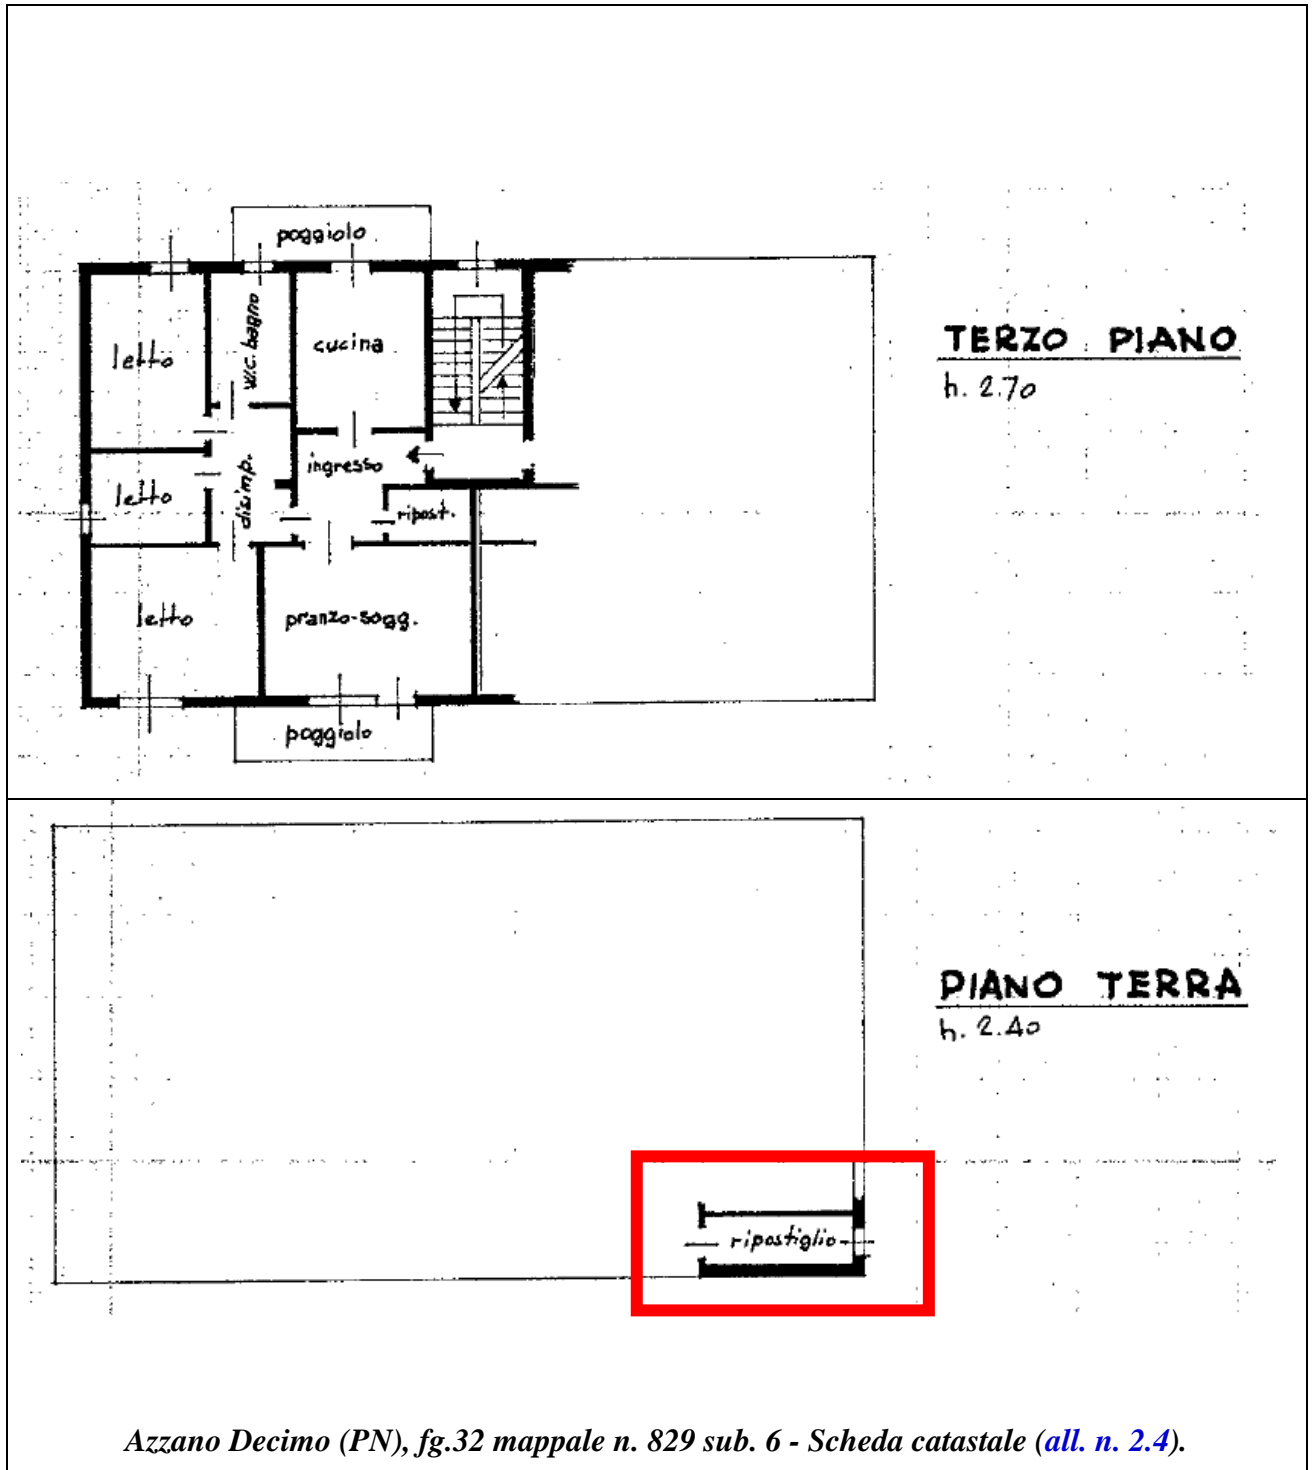 poggiolo
letto
w.c. bagno
cucina
TERZO PIANO
h. 2.70
ingresso
disimp.
letto
ripost.
letto
pranzo-sogg.
poggiolo
PIANO TERRA
h. 2.40
ripostiglio
Azzano Decimo (PN), fg.32 mappale n. 829 sub. 6 - Scheda catastale (all. n. 2.4).